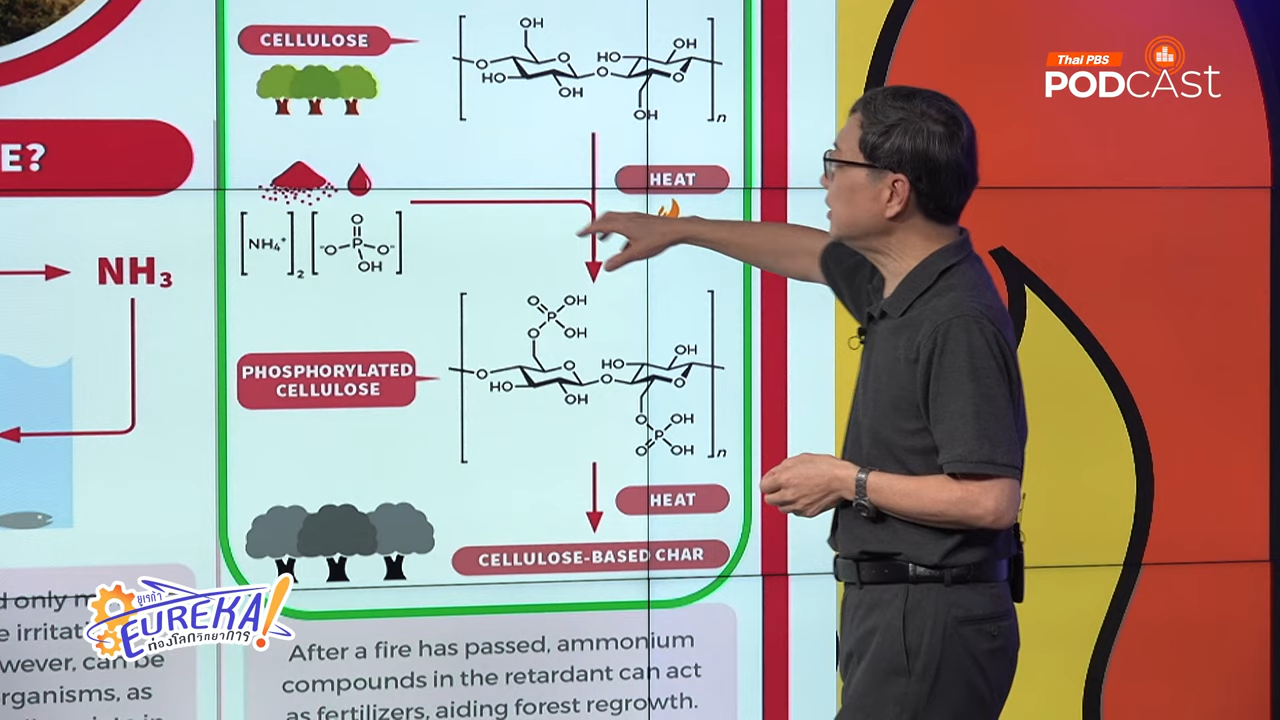 Thai PBS
PODCAST
CELLULOSE
OH
O
O
HO
OH
OH
O
HO
OH
O
OH
n
E?
HEAT
NH₄⁺
2
O
⁻O
P
O⁻
OH
NH₃
O
OH
P
OH
O
O
O
HO
OH
O
HO
OH
O
O
OH
P
O
OH
n
PHOSPHORYLATED
CELLULOSE
HEAT
CELLULOSE-BASED CHAR
d only
e irritat
wever, can be
rganisms, as
After a fire has passed, ammonium
compounds in the retardant can act
as fertilizers, aiding forest regrowth.
ยูเรก้า
EUREKA!
ท่องโลกวิทยาการ